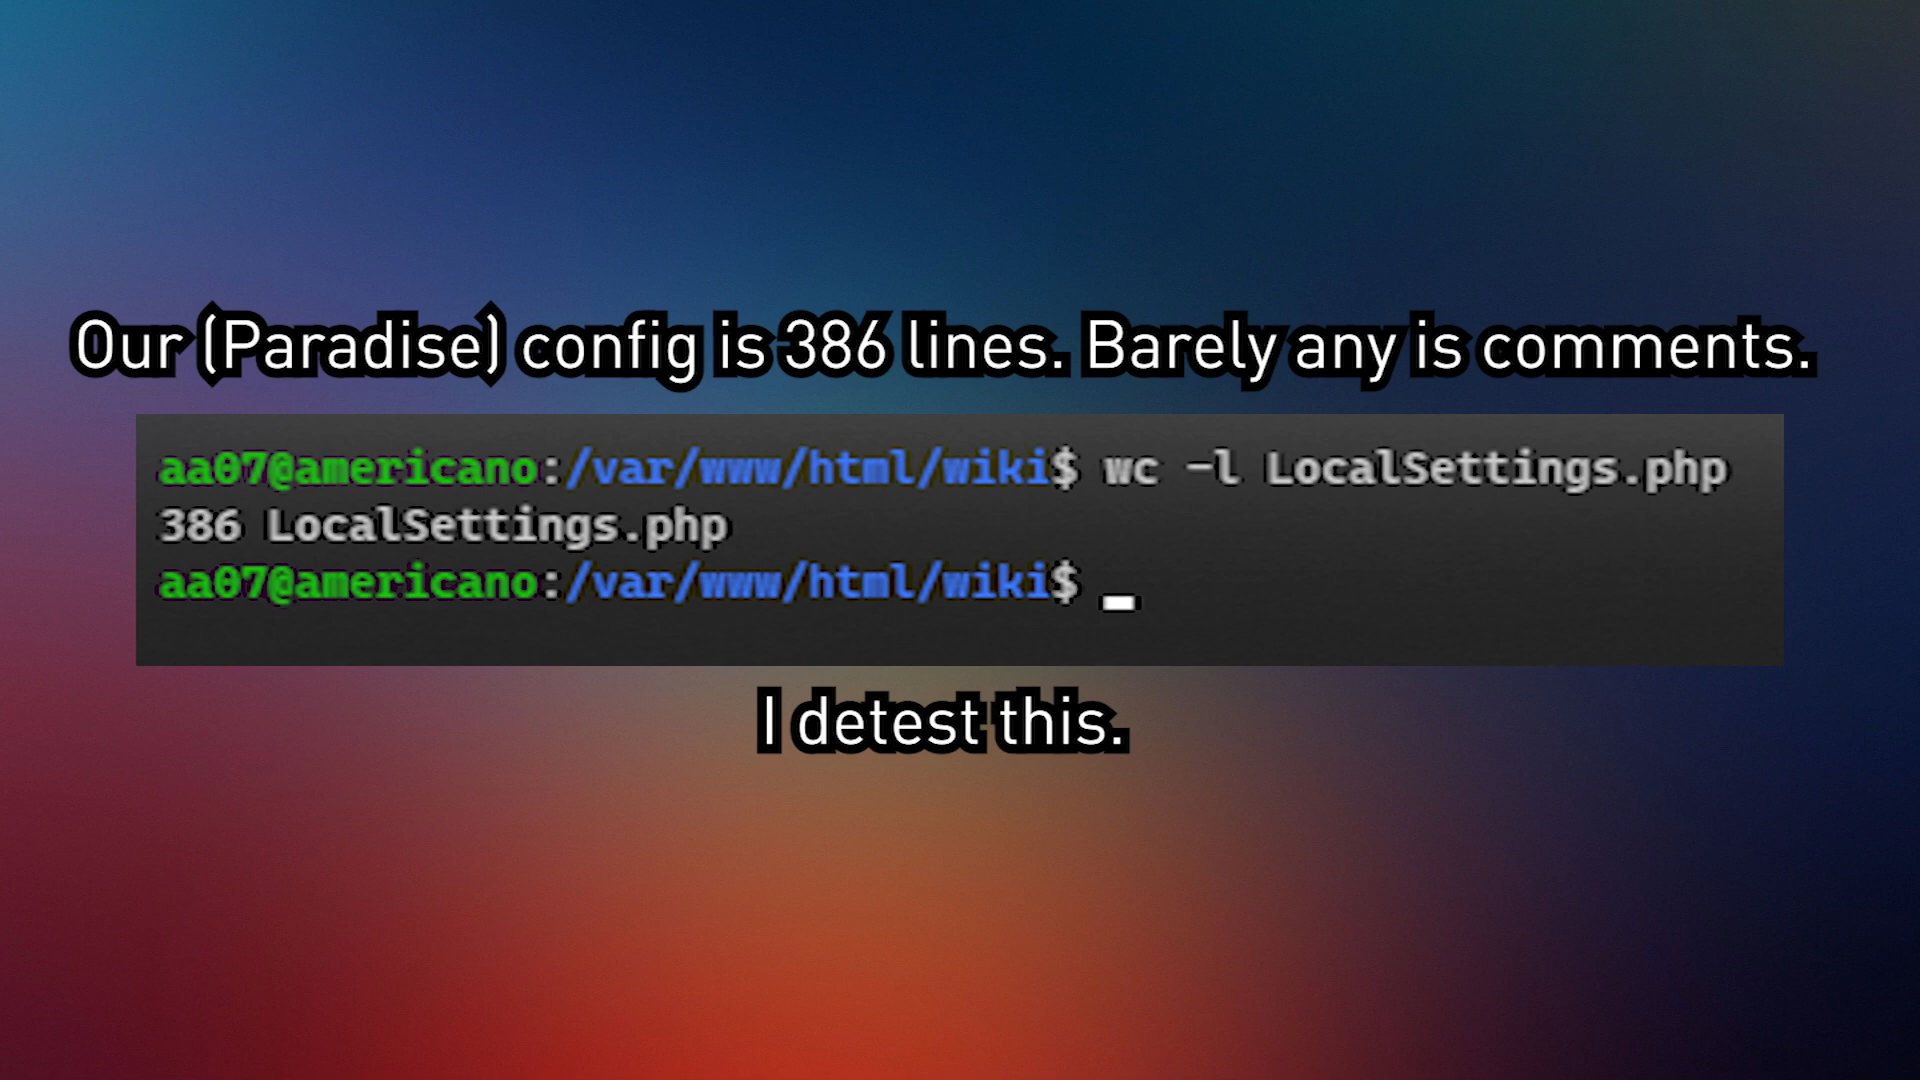 Our (Paradise) config is 386 lines. Barely any is comments.
aa07@americano:/var/www/html/wiki$ wc -l LocalSettings.php
386 LocalSettings.php
aa07@americano:/var/www/html/wiki$ _
I detest this.